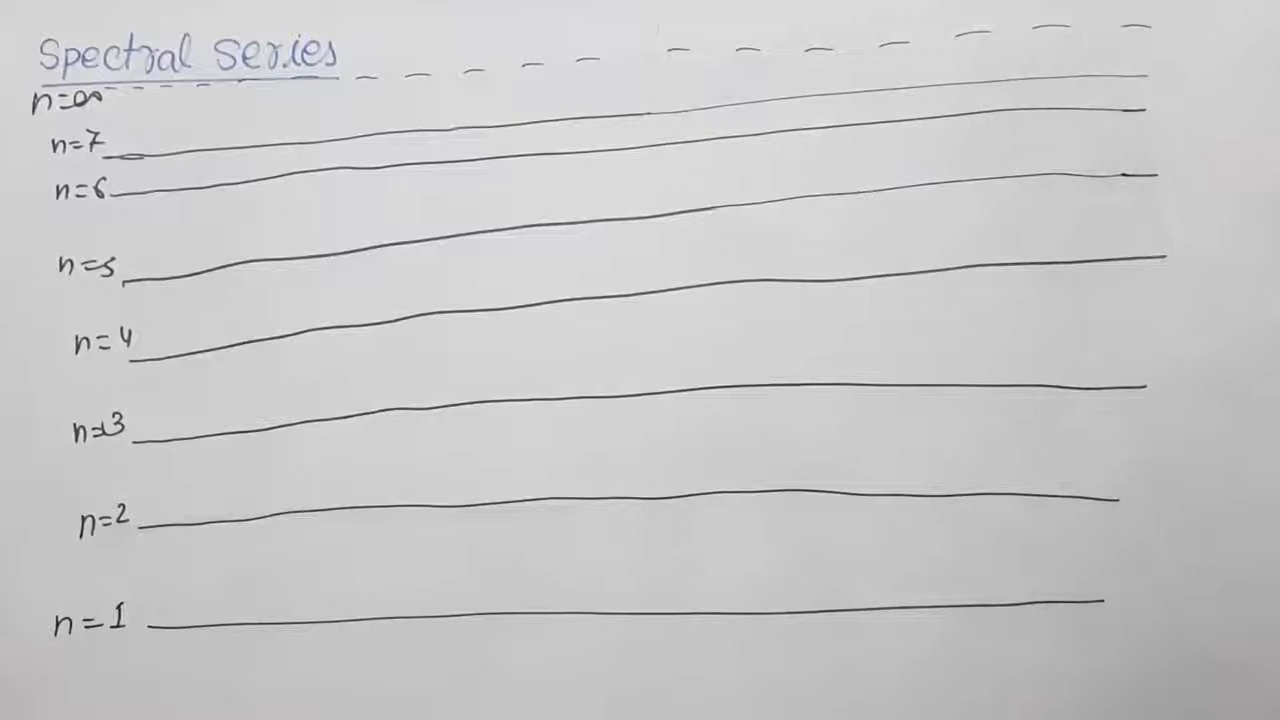 Spectral Series
n=∞
n=7
n=6
n=5
n=4
n=3
n=2
n=1